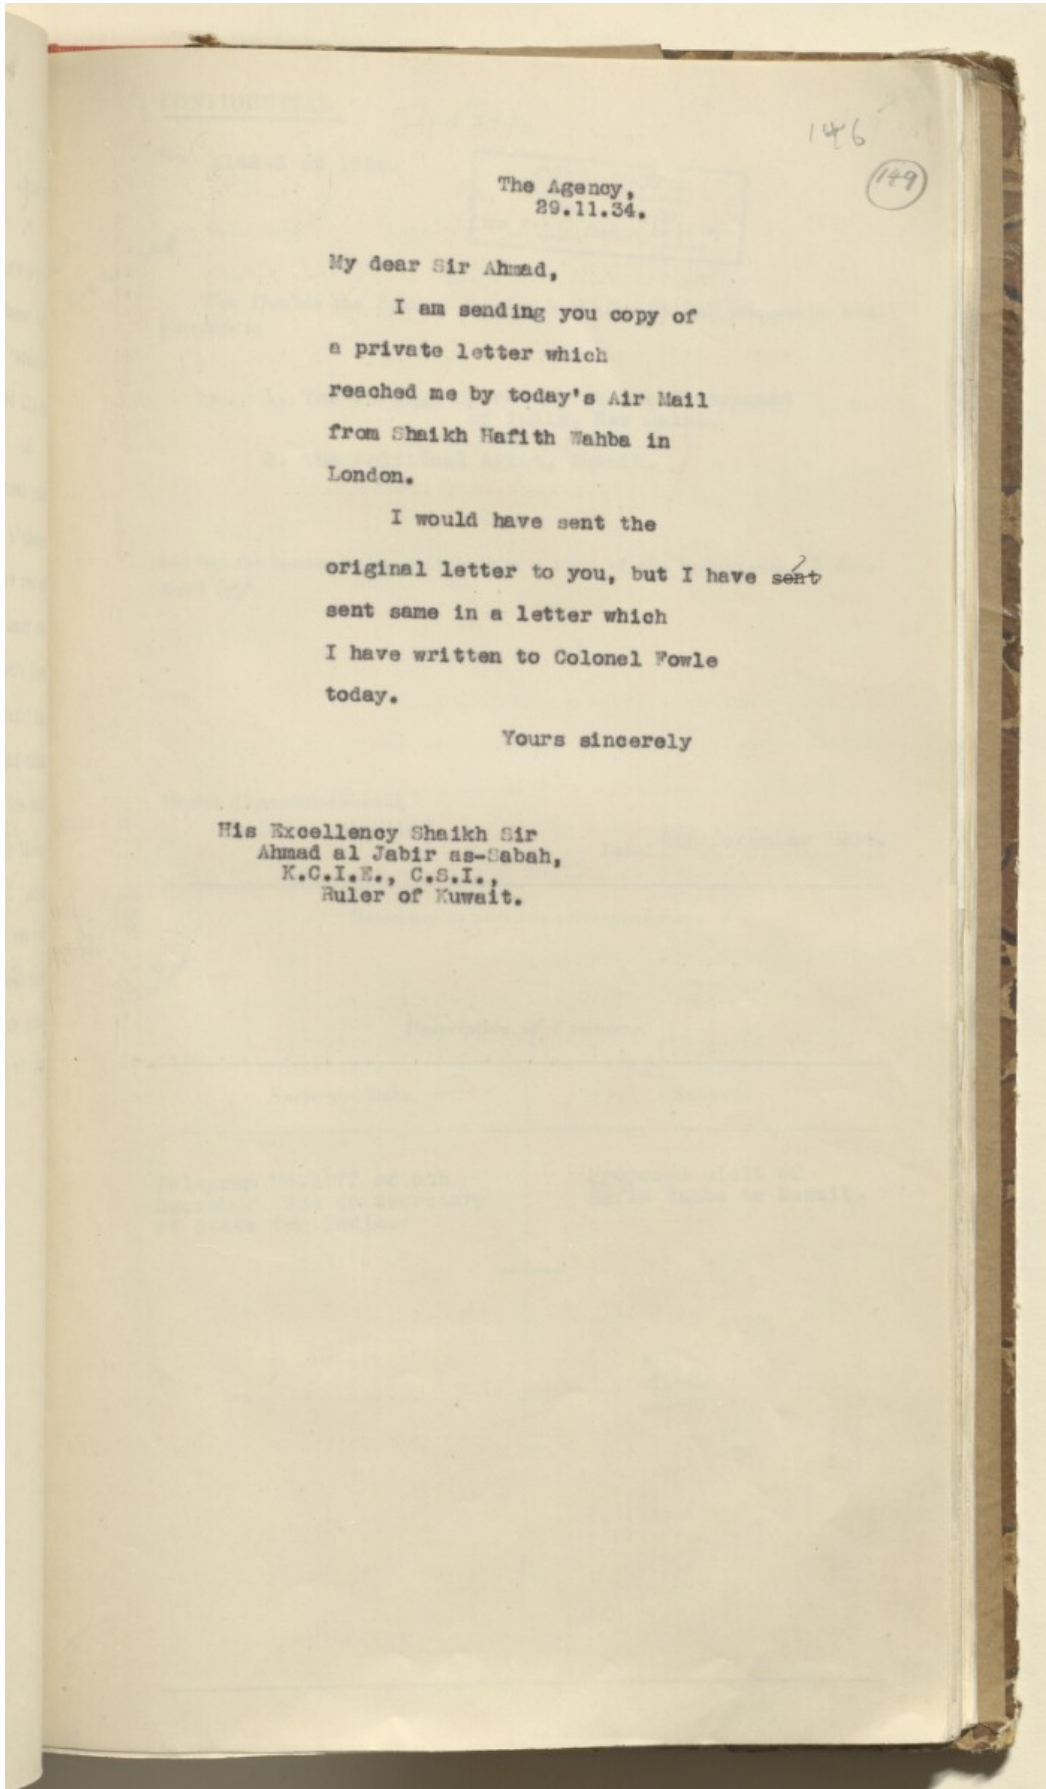 146
149
The Agency,
29.11.34.
My dear Sir Ahmad,
I am sending you copy of
a private letter which
reached me by today's Air Mail
from Shaikh Hafith Wahba in
London.
I would have sent the
original letter to you, but I have sent
sent same in a letter which
I have written to Colonel Fowle
today.
Yours sincerely
His Excellency Shaikh Sir
Ahmad al Jabir as-Sabah,
K.C.I.E., C.S.I.,
Ruler of Kuwait.